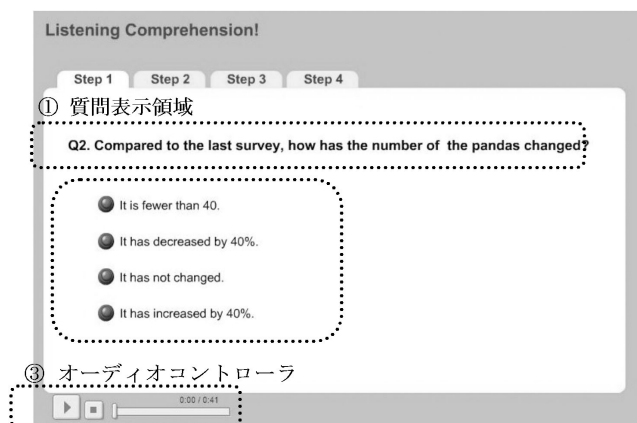 Listening Comprehension!
Step 1 Step 2 Step 3 Step 4
① 質問表示領域
Q2. Compared to the last survey, how has the number of the pandas changed?
It is fewer than 40.
It has decreased by 40%.
It has not changed.
It has increased by 40%.
③ オーディオコントローラ
0:00 / 0:41